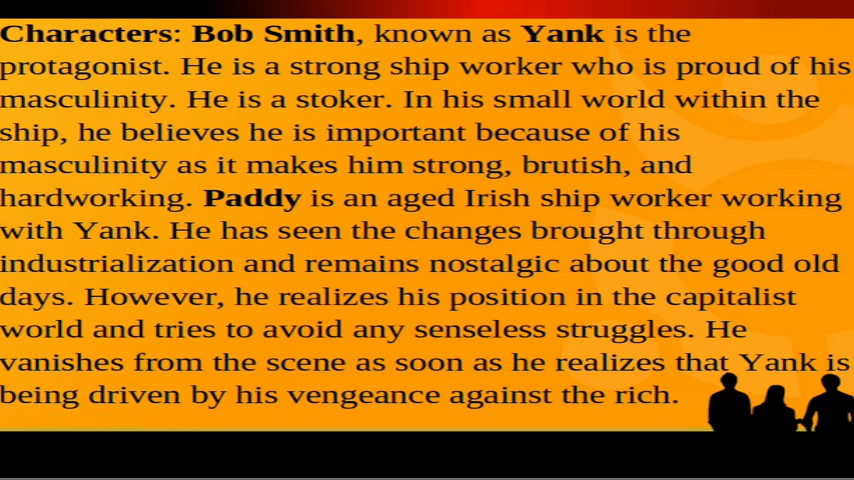 Characters: Bob Smith, known as Yank is the
protagonist. He is a strong ship worker who is proud of his
masculinity. He is a stoker. In his small world within the
ship, he believes he is important because of his
masculinity as it makes him strong, brutish, and
hardworking. Paddy is an aged Irish ship worker working
with Yank. He has seen the changes brought through
industrialization and remains nostalgic about the good old
days. However, he realizes his position in the capitalist
world and tries to avoid any senseless struggles. He
vanishes from the scene as soon as he realizes that Yank is
being driven by his vengeance against the rich.